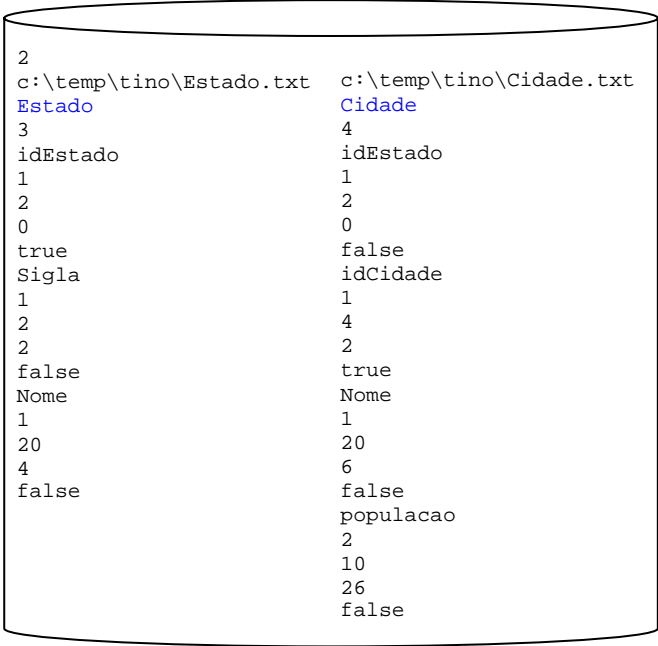 2
c:\temp\tino\Estado.txt
Estado
3
idEstado
1
2
0
true
Sigla
1
2
2
false
Nome
1
20
4
false
c:\temp\tino\Cidade.txt
Cidade
4
idEstado
1
2
0
false
idCidade
1
4
2
true
Nome
1
20
6
false
populacao
2
10
26
false